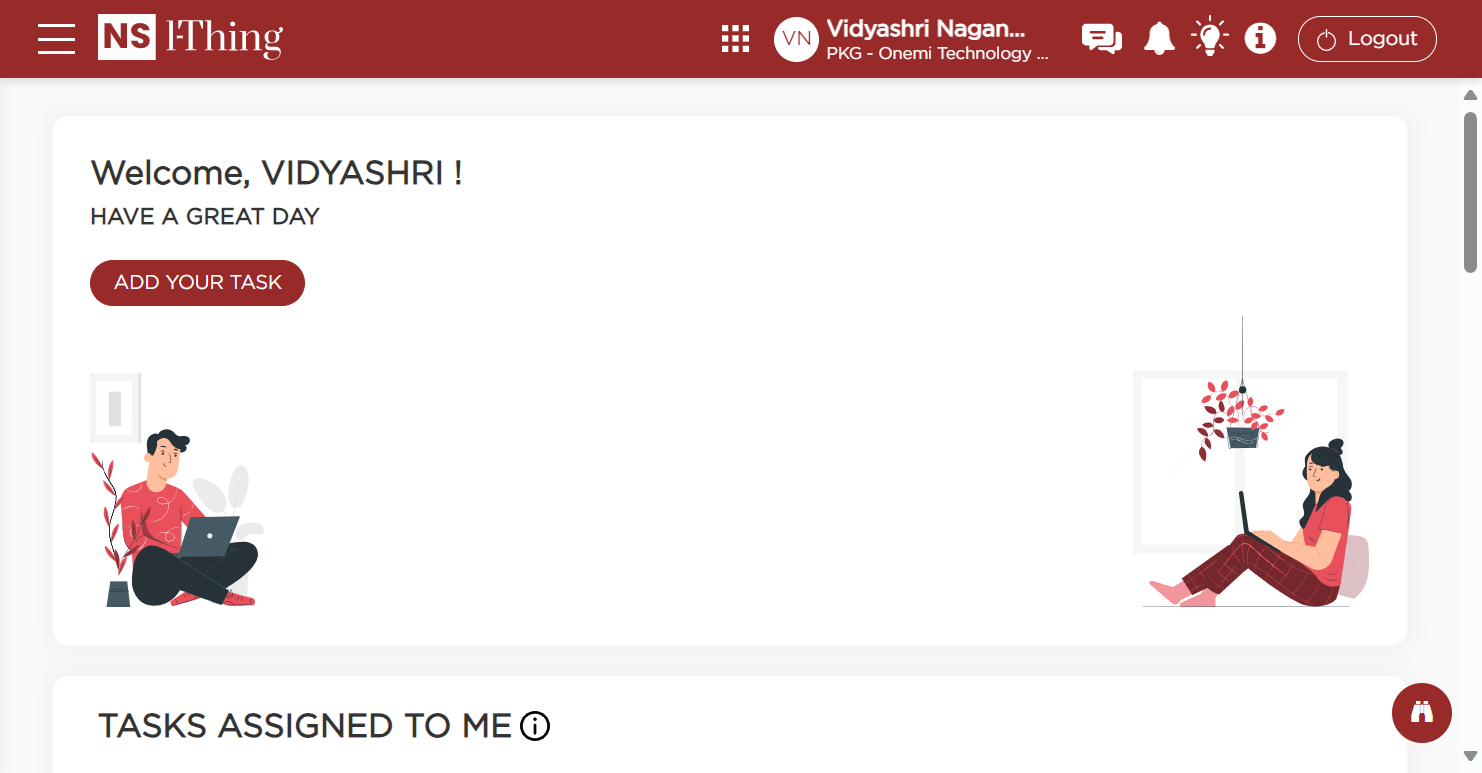 NS I-Thing
VN
Vidyashri Nagan...
PKG - Onemi Technology ...
Logout
Welcome, VIDYASHRI !
HAVE A GREAT DAY
ADD YOUR TASK
TASKS ASSIGNED TO ME